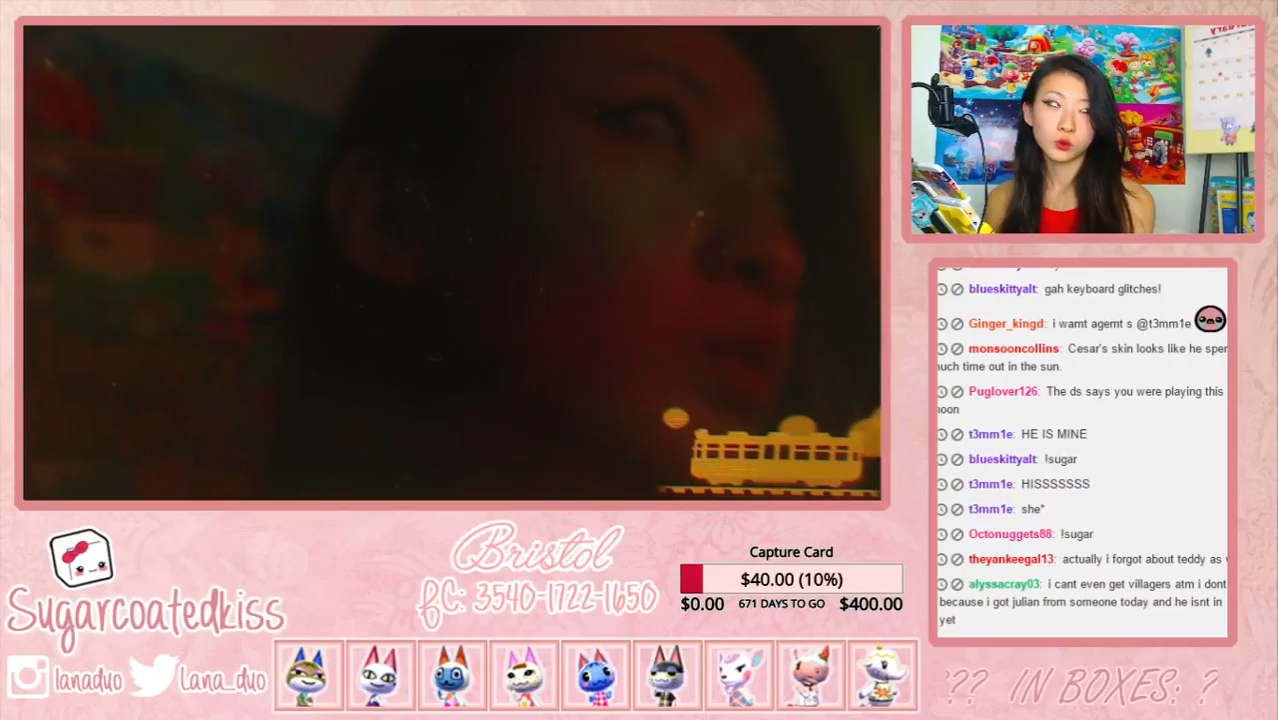 blueskittyalt: gah keyboard glitches!
Ginger_kingd: i wamt agemt s @t3mm1e
monsooncollins: Cesar's skin looks like he spen
nuch time out in the sun.
Puglover126: The ds says you were playing this
noon
t3mm1e: HE IS MINE
blueskittyalt: !sugar
t3mm1e: HISSSSSSS
t3mm1e: she*
Octonuggets88: !sugar
theyankeegal13: actually i forgot about teddy as
alyssacray03: i cant even get villagers atm i dont
because i got julian from someone today and he isnt in
yet
Bristol
fC: 3540-1722-1650
Capture Card
$40.00 (10%)
$0.00 671 DAYS TO GO $400.00
Sugarcoatedkiss
lanaduo Lana_duo
?? IN BOXES: ?